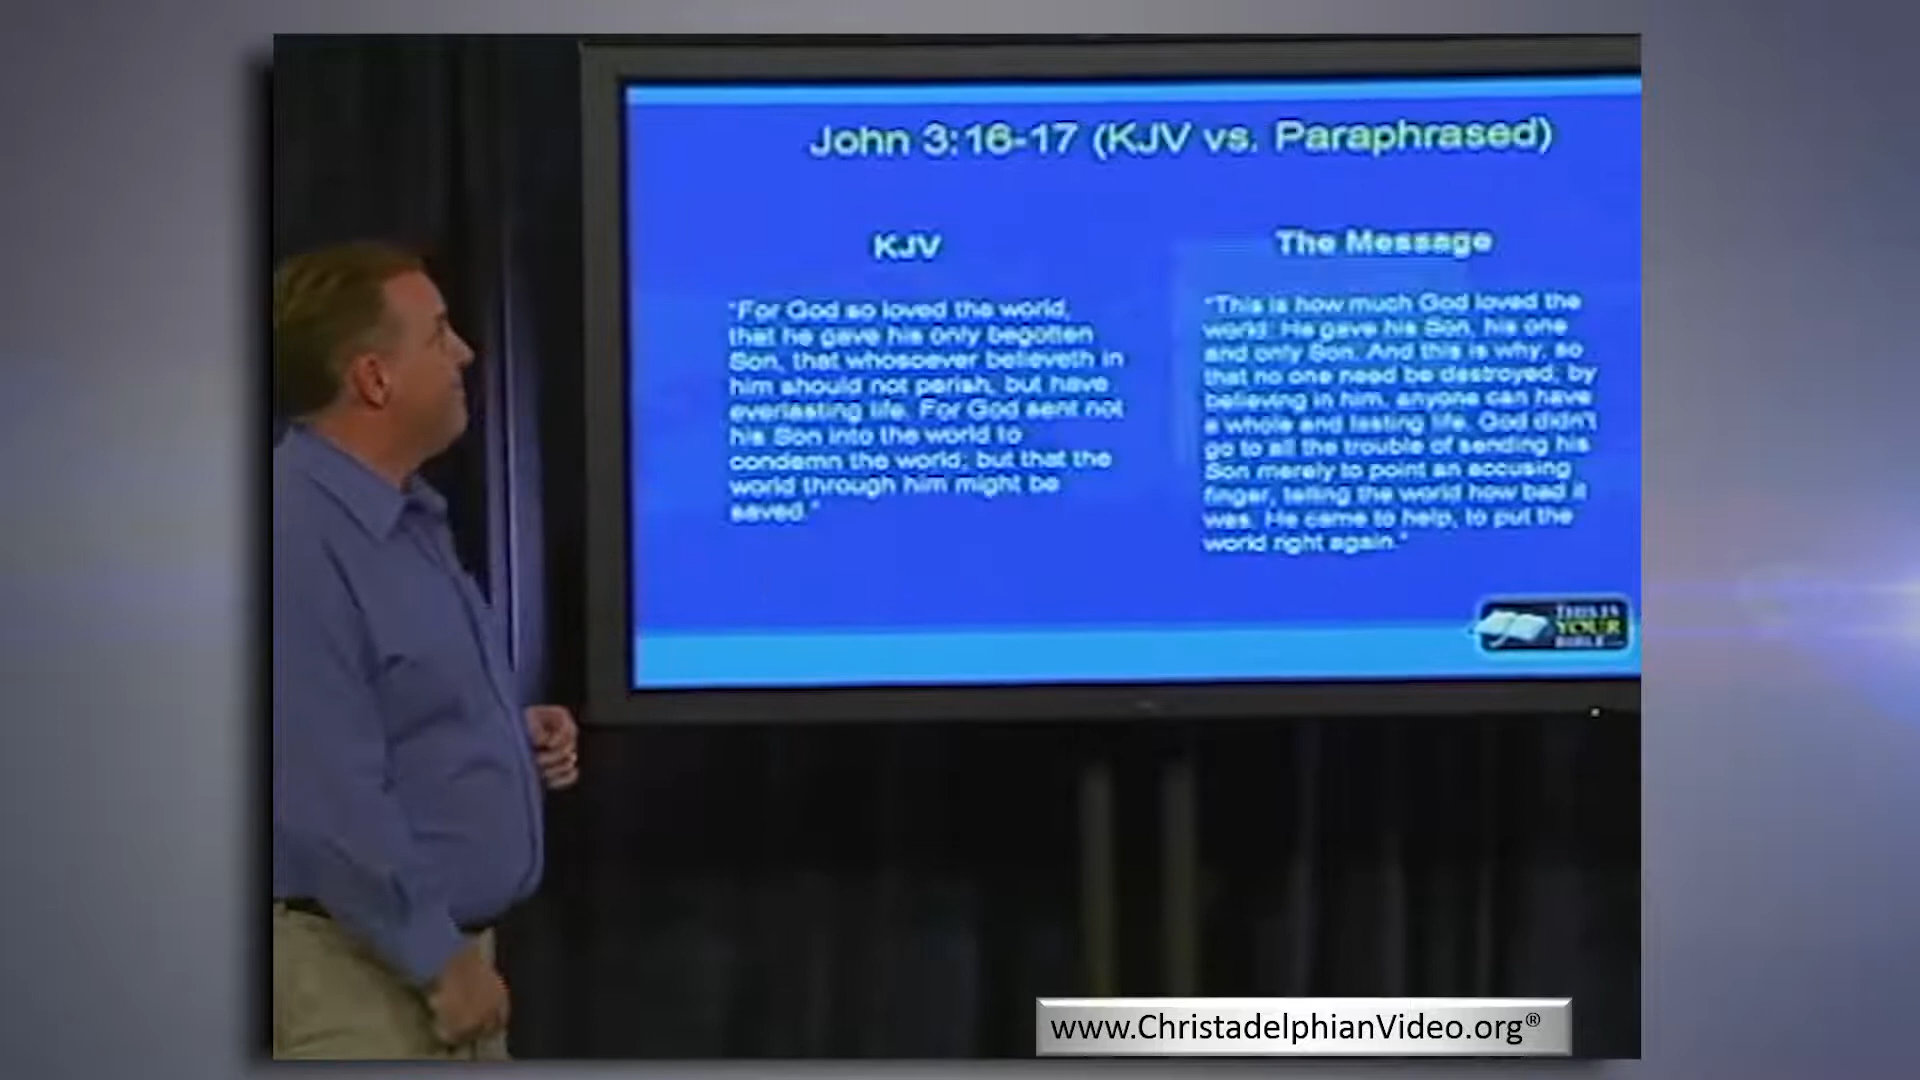 John 3:16-17 (KJV vs. Paraphrased)
KJV
"For God so loved the world,
that he gave his only begotten
Son, that whosoever believeth in
him should not perish, but have
everlasting life. For God sent not
his Son into the world to
condemn the world; but that the
world through him might be
saved."
The Message
"This is how much God loved the
world: He gave his Son, his one
and only Son. And this is why: so
that no one need be destroyed; by
believing in him, anyone can have
a whole and lasting life. God didn't
go to all the trouble of sending his
Son merely to point an accusing
finger, telling the world how bad it
was. He came to help, to put the
world right again."
THIS IS
YOUR
BIBLE
www.ChristadelphianVideo.org®